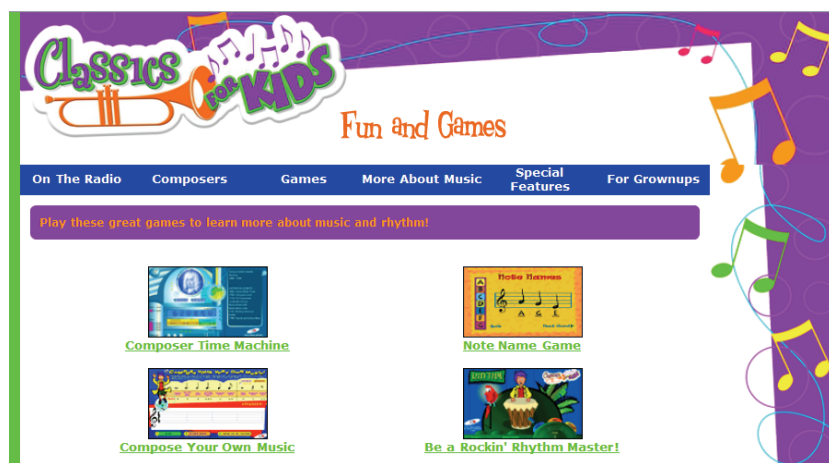 CLASSICS
FOR KIDS
Fun and Games
On The Radio
Composers
Games
More About Music
Special
Features
For Grownups
Play these great games to learn more about music and rhythm!
Note Names
A
B
C
D
E
F
G
A G E
Composer Time Machine
Note Name Game
Compose Your Own Music
Be a Rockin' Rhythm Master!